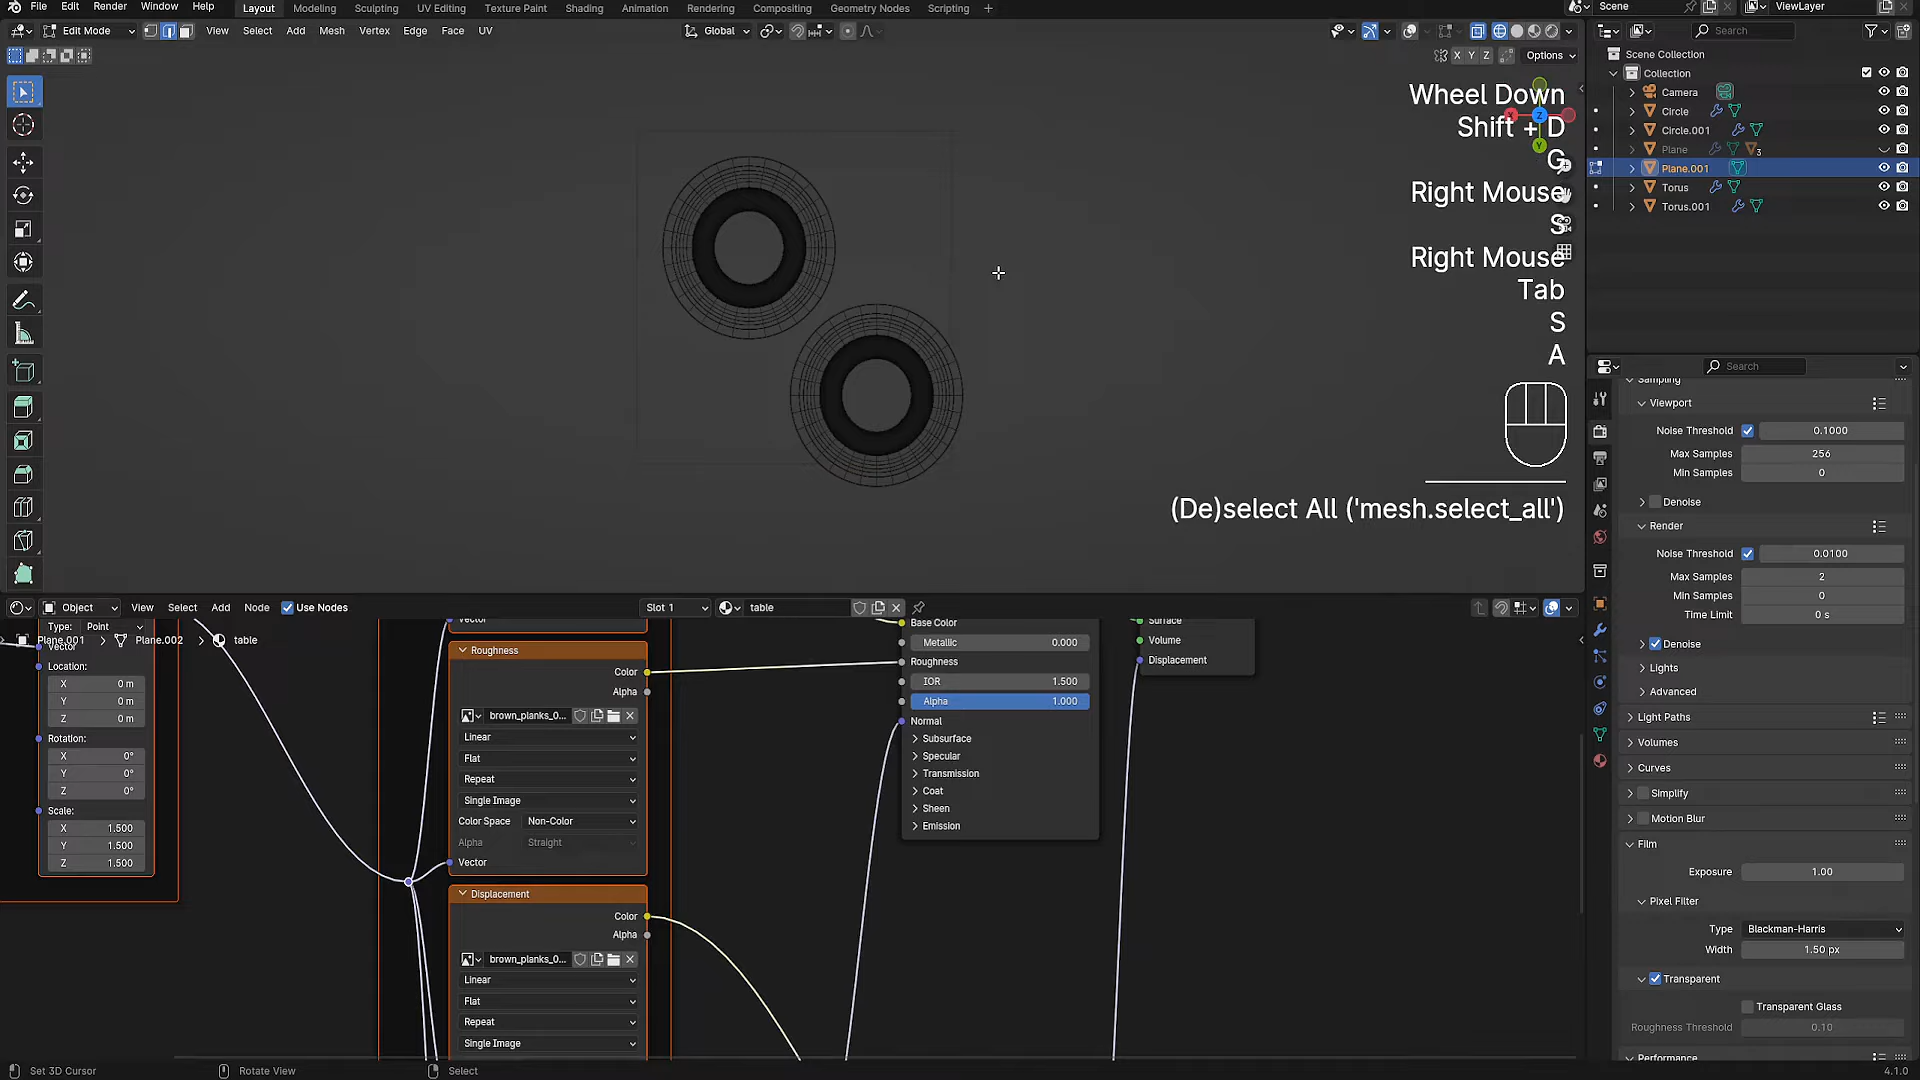 File Edit Render Window Help Layout Modeling Sculpting UV Editing Texture Paint Shading Animation Rendering Compositing Geometry Nodes Scripting + Scene ViewLayer
Edit Mode View Select Add Mesh Vertex Edge Face UV Global Search
X Y Z Options
Scene Collection
Collection
Camera
Circle
Circle.001
Plane 3
Plane.001
Torus
Torus.001
Wheel Down
Shift + D
G
Right Mouse
S
Right Mouse
Tab
S
A
(De)select All ('mesh.select_all')
Search
Sampling
Viewport
Noise Threshold 0.1000
Max Samples 256
Min Samples 0
Denoise
Render
Noise Threshold 0.0100
Max Samples 2
Min Samples 0
Time Limit 0 s
Denoise
Lights
Advanced
Light Paths
Volumes
Curves
Simplify
Motion Blur
Film
Exposure 1.00
Pixel Filter
Type Blackman-Harris
Width 1.50 px
Transparent
Transparent Glass
Roughness Threshold 0.10
Performance
Object View Select Add Node Use Nodes Slot 1 table
Type: Point
Plane.001 > Plane.002 > table
Vector
Location:
X 0 m
Y 0 m
Z 0 m
Rotation:
X 0°
Y 0°
Z 0°
Scale:
X 1.500
Y 1.500
Z 1.500
Vector
Roughness
Color
Alpha
brown_planks_0...
Linear
Flat
Repeat
Single Image
Color Space Non-Color
Alpha Straight
Vector
Displacement
Color
Alpha
brown_planks_0...
Linear
Flat
Repeat
Single Image
Base Color
Metallic 0.000
Roughness
IOR 1.500
Alpha 1.000
Normal
Subsurface
Specular
Transmission
Coat
Sheen
Emission
Surface
Volume
Displacement
Set 3D Cursor Rotate View Select 4.1.0